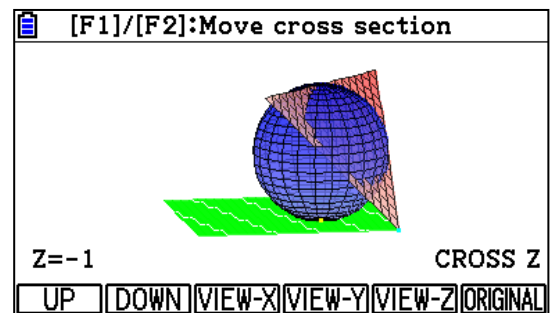 [F1]/[F2]:Move cross section
Z=-1 CROSS Z
UP DOWN VIEW-X VIEW-Y VIEW-Z ORIGINAL